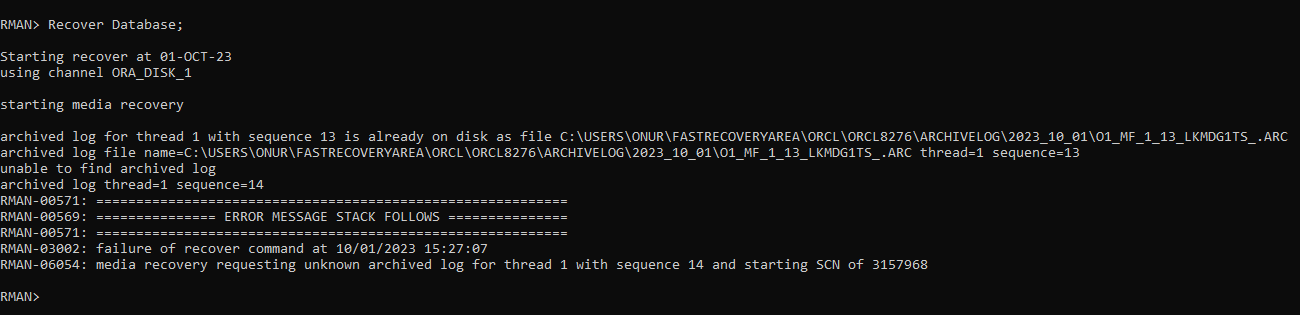 RMAN> Recover Database;
Starting recover at 01-OCT-23
using channel ORA_DISK_1
starting media recovery
archived log for thread 1 with sequence 13 is already on disk as file C:\USERS\ONUR\FASTRECOVERYAREA\ORCL\ORCL8276\ARCHIVELOG\2023_10_01\O1_MF_1_13_LKMDG1TS_.ARC
archived log file name=C:\USERS\ONUR\FASTRECOVERYAREA\ORCL\ORCL8276\ARCHIVELOG\2023_10_01\O1_MF_1_13_LKMDG1TS_.ARC thread=1 sequence=13
unable to find archived log
archived log thread=1 sequence=14
RMAN-00571: ===========================================================
RMAN-00569: =============== ERROR MESSAGE STACK FOLLOWS ===============
RMAN-00571: ===========================================================
RMAN-03002: failure of recover command at 10/01/2023 15:27:07
RMAN-06054: media recovery requesting unknown archived log for thread 1 with sequence 14 and starting SCN of 3157968
RMAN>